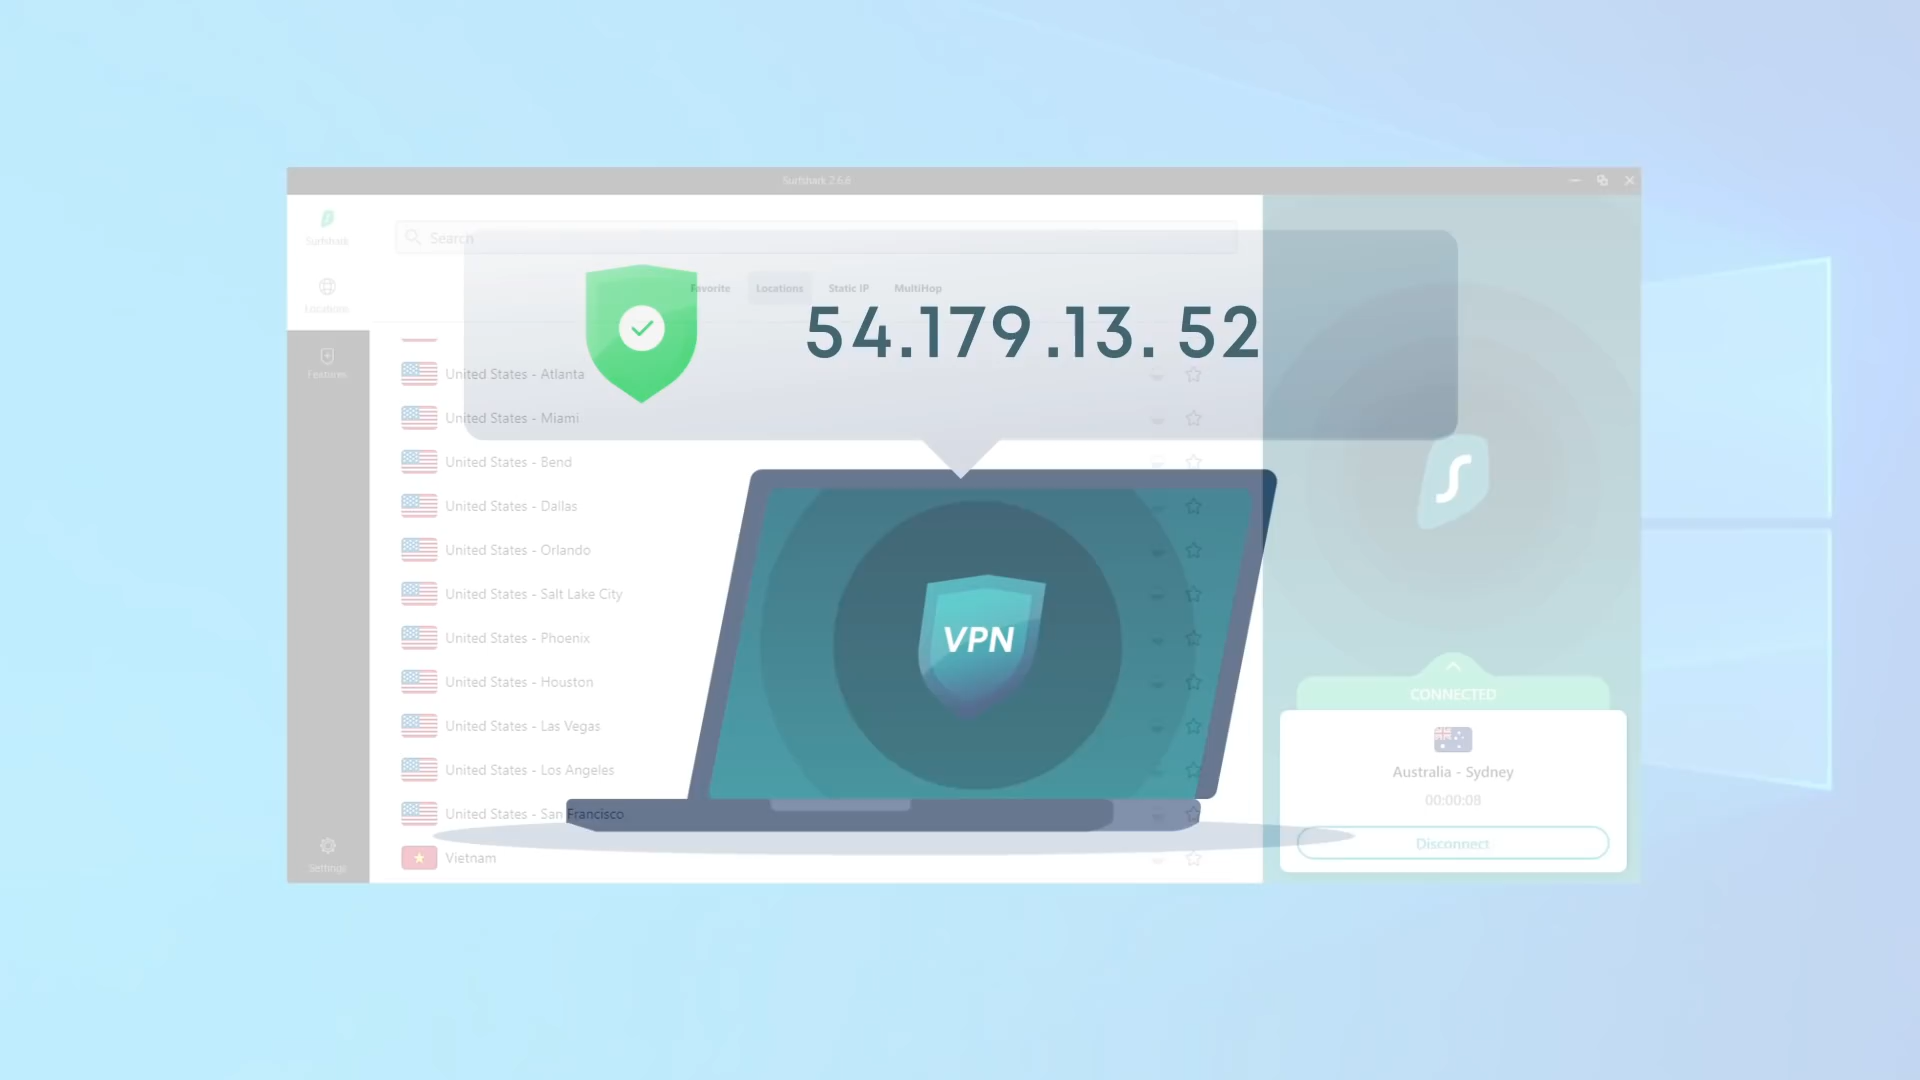 Surfshark 2.6.6
Surfshark
Search
Locations
Favorite Locations Static IP MultiHop
54.179.13. 52
Features
United States - Atlanta
United States - Miami
United States - Bend
United States - Dallas
United States - Orlando
United States - Salt Lake City
United States - Phoenix
United States - Houston
United States - Las Vegas
United States - Los Angeles
United States - San Francisco
Vietnam
Settings
VPN
CONNECTED
Australia - Sydney
00:00:08
Disconnect